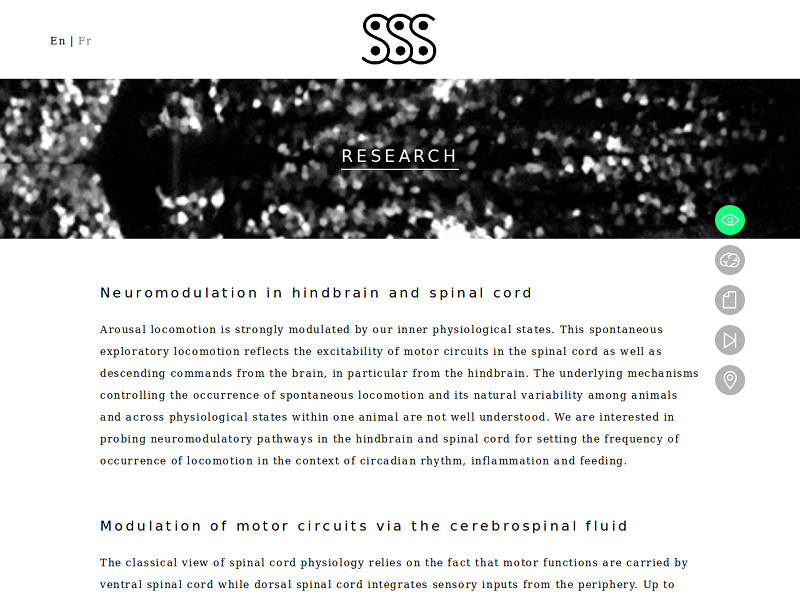 En | Fr
SSS
RESEARCH
Neuromodulation in hindbrain and spinal cord
Arousal locomotion is strongly modulated by our inner physiological states. This spontaneous
exploratory locomotion reflects the excitability of motor circuits in the spinal cord as well as
descending commands from the brain, in particular from the hindbrain. The underlying mechanisms
controlling the occurrence of spontaneous locomotion and its natural variability among animals
and across physiological states within one animal are not well understood. We are interested in
probing neuromodulatory pathways in the hindbrain and spinal cord for setting the frequency of
occurrence of locomotion in the context of circadian rhythm, inflammation and feeding.
Modulation of motor circuits via the cerebrospinal fluid
The classical view of spinal cord physiology relies on the fact that motor functions are carried by
ventral spinal cord while dorsal spinal cord integrates sensory inputs from the periphery. Up to